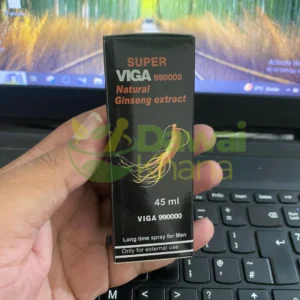 SUPER
VIGA 990000
Natural
Ginseng extract
45 ml
VIGA 990000
Long time spray for Men
Only for external use